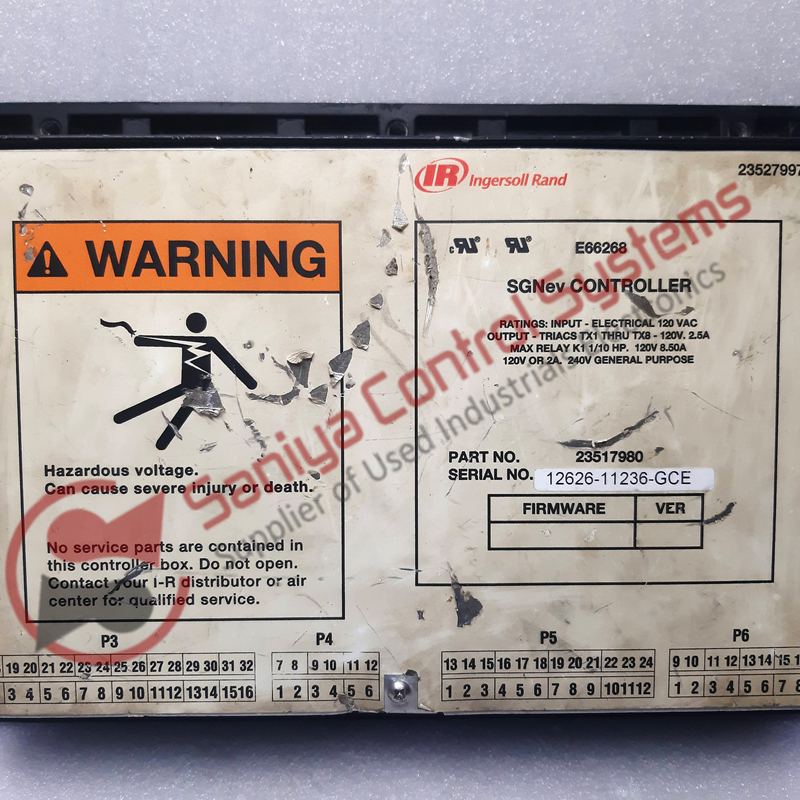 IR Ingersoll Rand
23527997
WARNING
Hazardous voltage.
Can cause severe injury or death.
No service parts are contained in
this controller box. Do not open.
Contact your I-R distributor or air
center for qualified service.
E66268
SGNev CONTROLLER
RATINGS: INPUT - ELECTRICAL 120 VAC
OUTPUT - TRIACS TX1 THRU TX8 - 120V. 2.5A
MAX RELAY K1 1/10 HP. 120V 8.50A
120V OR 2A. 240V GENERAL PURPOSE
PART NO. 23517980
SERIAL NO. 12626-11236-GCE
FIRMWARE VER
Saniya Control Systems
Supplier of Used Industrial Electronics
P3
19 20 21 22 23 24 25 26 27 28 29 30 31 32
3 4 5 6 7 8 9 10 11 12 13 14 15 16
P4
7 8 9 10 11 12
1 2 3 4 5 6
P5
13 14 15 16 17 18 19 20 21 22 23 24
1 2 3 4 5 6 7 8 9 10 11 12
P6
9 10 11 12 13 14 15
1 2 3 4 5 6 7